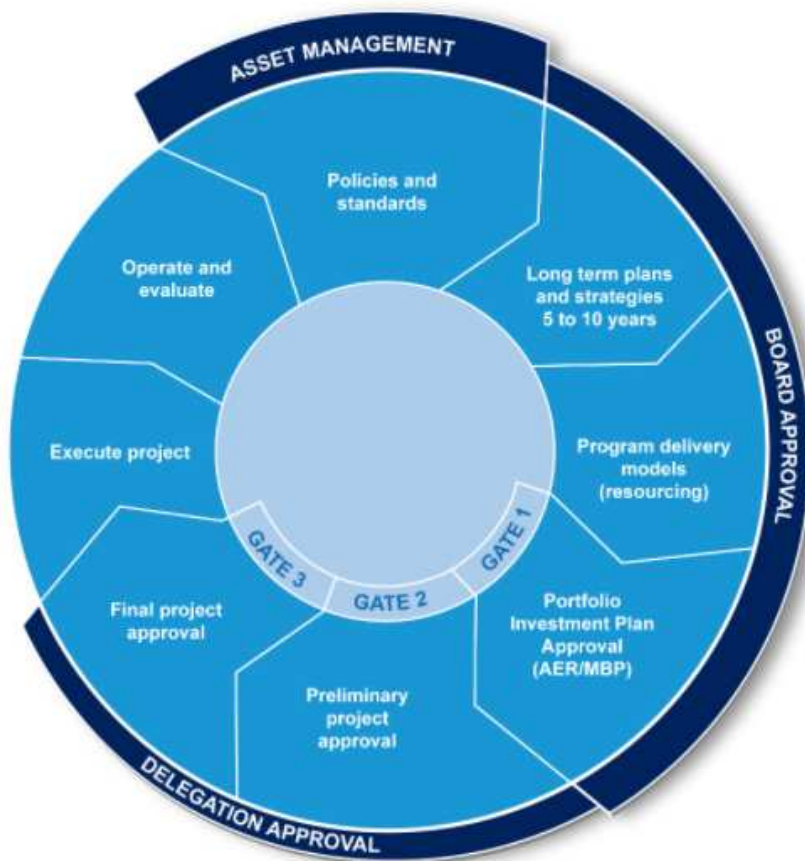 ASSET MANAGEMENT
Policies and
standards
Long term plans
and strategies
5 to 10 years
BOARD APPROVAL
Program delivery
models
(resourcing)
Portfolio
Investment Plan
Approval
(AER/MBP)
GATE 1
Preliminary
project
approval
GATE 2
DELEGATION APPROVAL
Final project
approval
GATE 3
Execute project
Operate and
evaluate